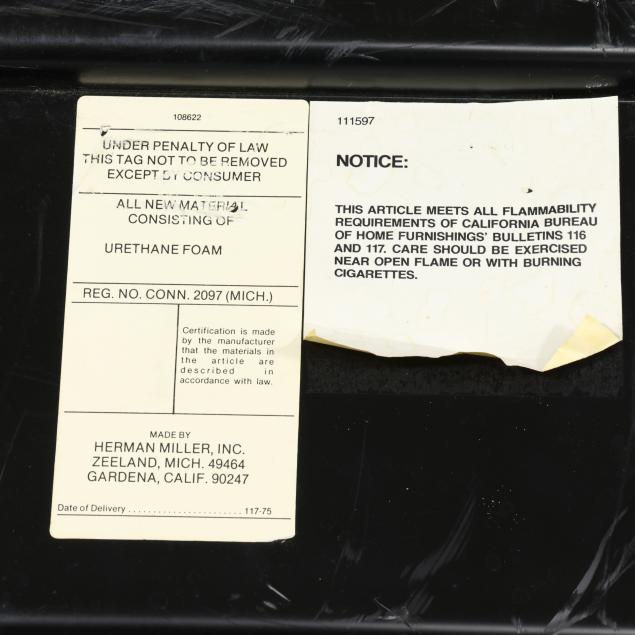 108622
UNDER PENALTY OF LAW
THIS TAG NOT TO BE REMOVED
EXCEPT BY CONSUMER
ALL NEW MATERIAL
CONSISTING OF
URETHANE FOAM
REG. NO. CONN. 2097 (MICH.)
Certification is made
by the manufacturer
that the materials in
the article are
described in
accordance with law.
MADE BY
HERMAN MILLER, INC.
ZEELAND, MICH. 49464
GARDENA, CALIF. 90247
Date of Delivery ....................... 117-75
111597
NOTICE:
THIS ARTICLE MEETS ALL FLAMMABILITY
REQUIREMENTS OF CALIFORNIA BUREAU
OF HOME FURNISHINGS' BULLETINS 116
AND 117. CARE SHOULD BE EXERCISED
NEAR OPEN FLAME OR WITH BURNING
CIGARETTES.